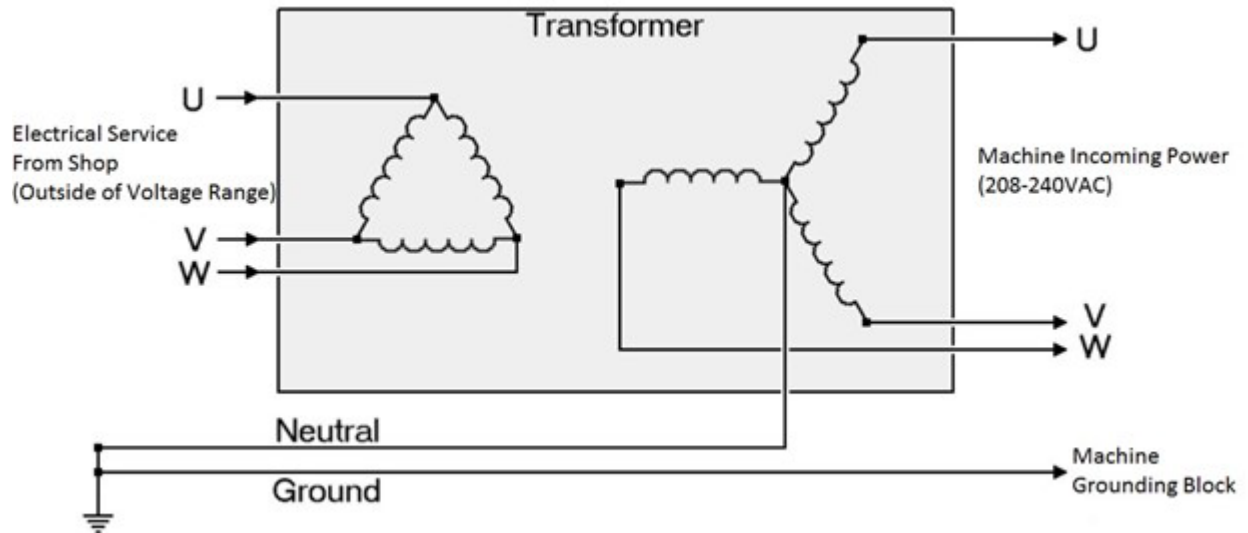 Transformer
U
U
Electrical Service
From Shop
(Outside of Voltage Range)
Machine Incoming Power
(208-240VAC)
V
W
V
W
Neutral
Ground
Machine
Grounding Block